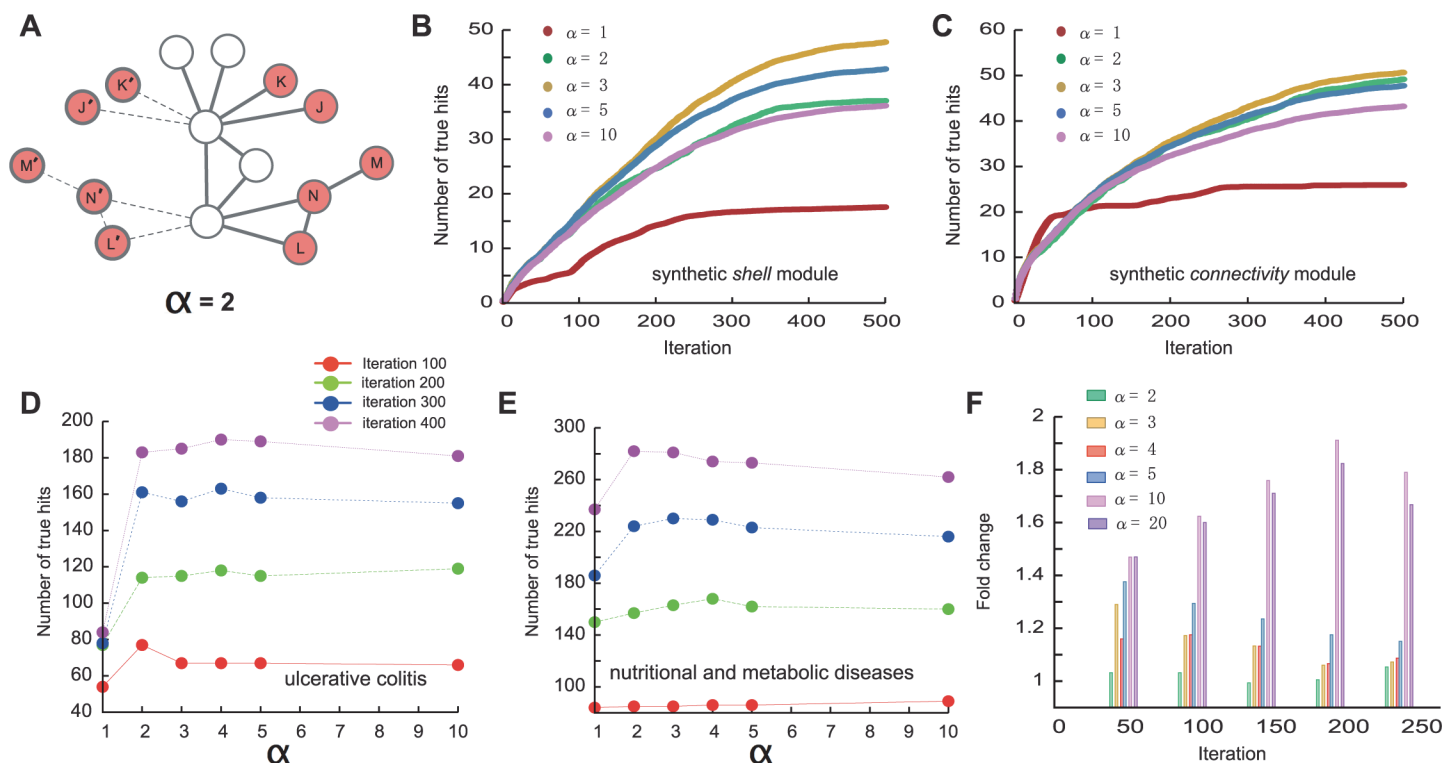 A
K′
J′
K
J
M′
M
N′
N
L′
L
α = 2
B
Number of true hits
50
40
30
20
10
0
α = 1
α = 2
α = 3
α = 5
α = 10
synthetic shell module
0 100 200 300 400 500
Iteration
C
Number of true hits
60
50
40
30
20
10
0
α = 1
α = 2
α = 3
α = 5
α = 10
synthetic connectivity module
0 100 200 300 400 500
Iteration
Iteration 100
iteration 200
iteration 300
iteration 400
D
Number of true hits
200
180
160
140
120
100
80
60
40
ulcerative colitis
1 2 3 4 5 6 7 8 9 10
α
E
Number of true hits
300
260
220
180
140
100
nutritional and metabolic diseases
1 2 3 4 5 6 7 8 9 10
α
F
Fold change
2
1.8
1.6
1.4
1.2
1
α = 2
α = 3
α = 4
α = 5
α = 10
α = 20
0 50 100 150 200 250
Iteration